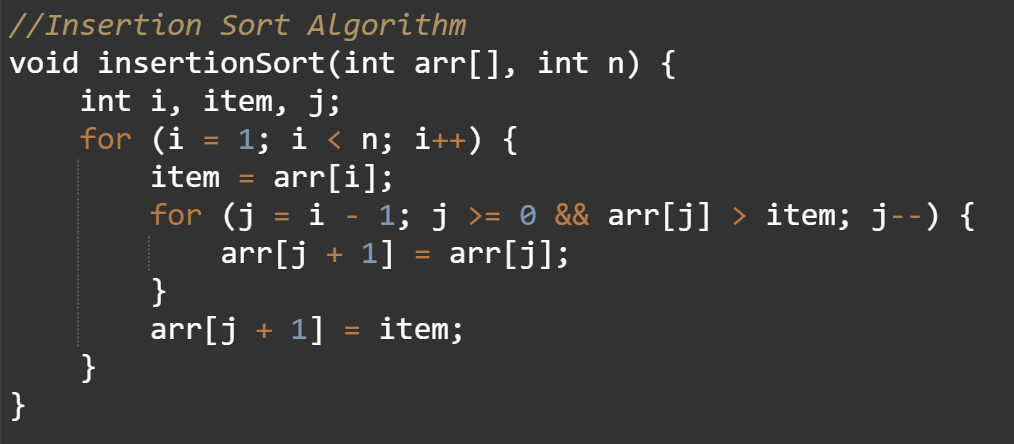 //Insertion Sort Algorithm
void insertionSort(int arr[], int n) {
    int i, item, j;
    for (i = 1; i < n; i++) {
        item = arr[i];
        for (j = i - 1; j >= 0 && arr[j] > item; j--) {
            arr[j + 1] = arr[j];
        }
        arr[j + 1] = item;
    }
}